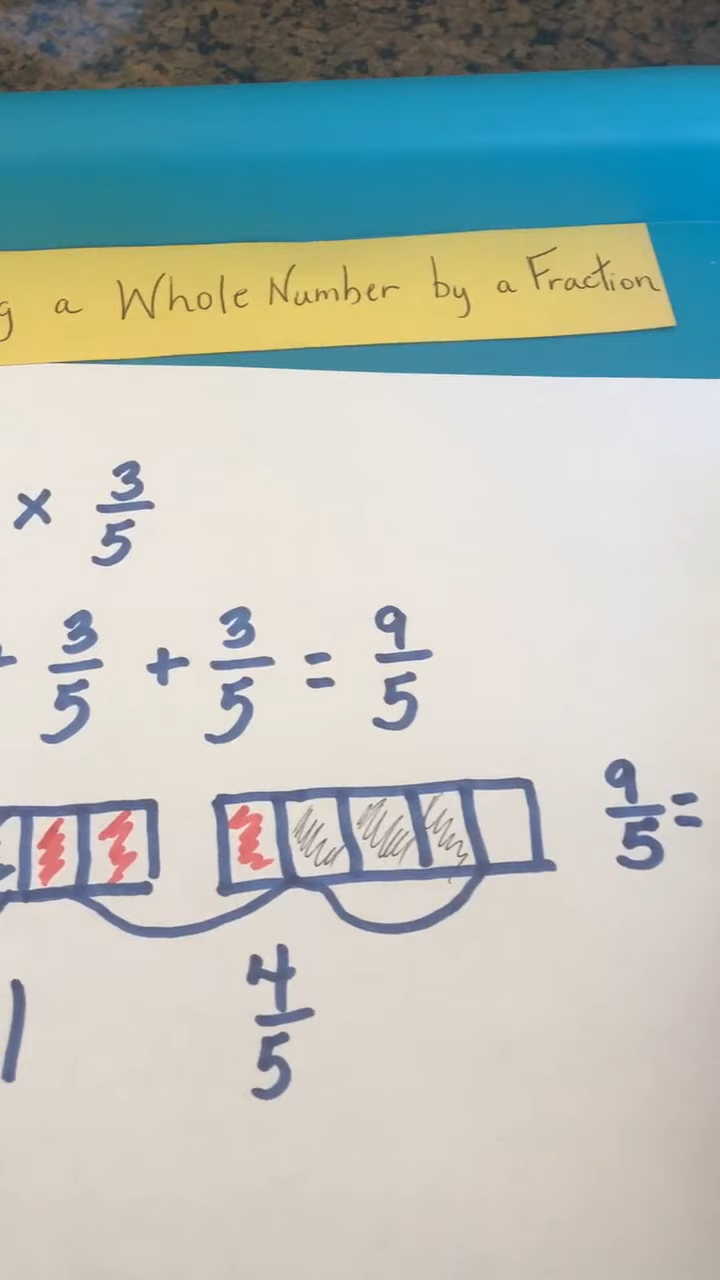 a Whole Number by a Fraction
× 3/5
3/5 + 3/5 = 9/5
9/5 =
1 4/5